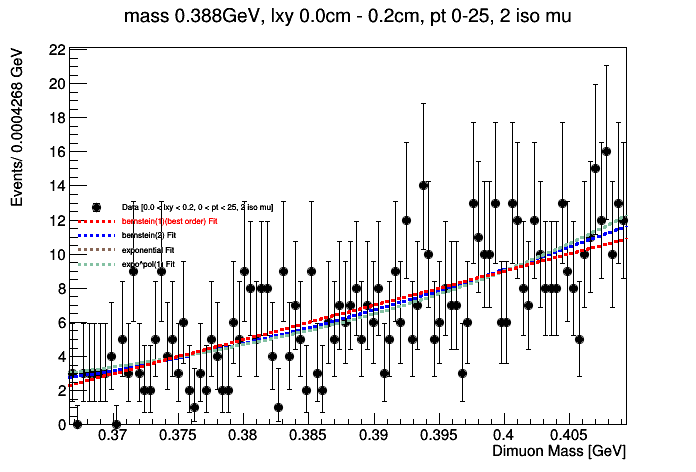 mass 0.388GeV, lxy 0.0cm - 0.2cm, pt 0-25, 2 iso mu
Events/ 0.0004268 GeV
22
20
18
16
14
12
10
8
6
4
2
0
Data [0.0 < lxy < 0.2, 0 < pt < 25, 2 iso mu]
bernstein(1)(best order) Fit
bernstein(2) Fit
exponential Fit
expo*pol(1) Fit
0.37 0.375 0.38 0.385 0.39 0.395 0.4 0.405
Dimuon Mass [GeV]